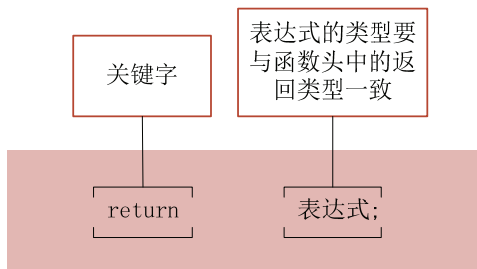 关键字
表达式的类型要
与函数头中的返
回类型一致
return 表达式;